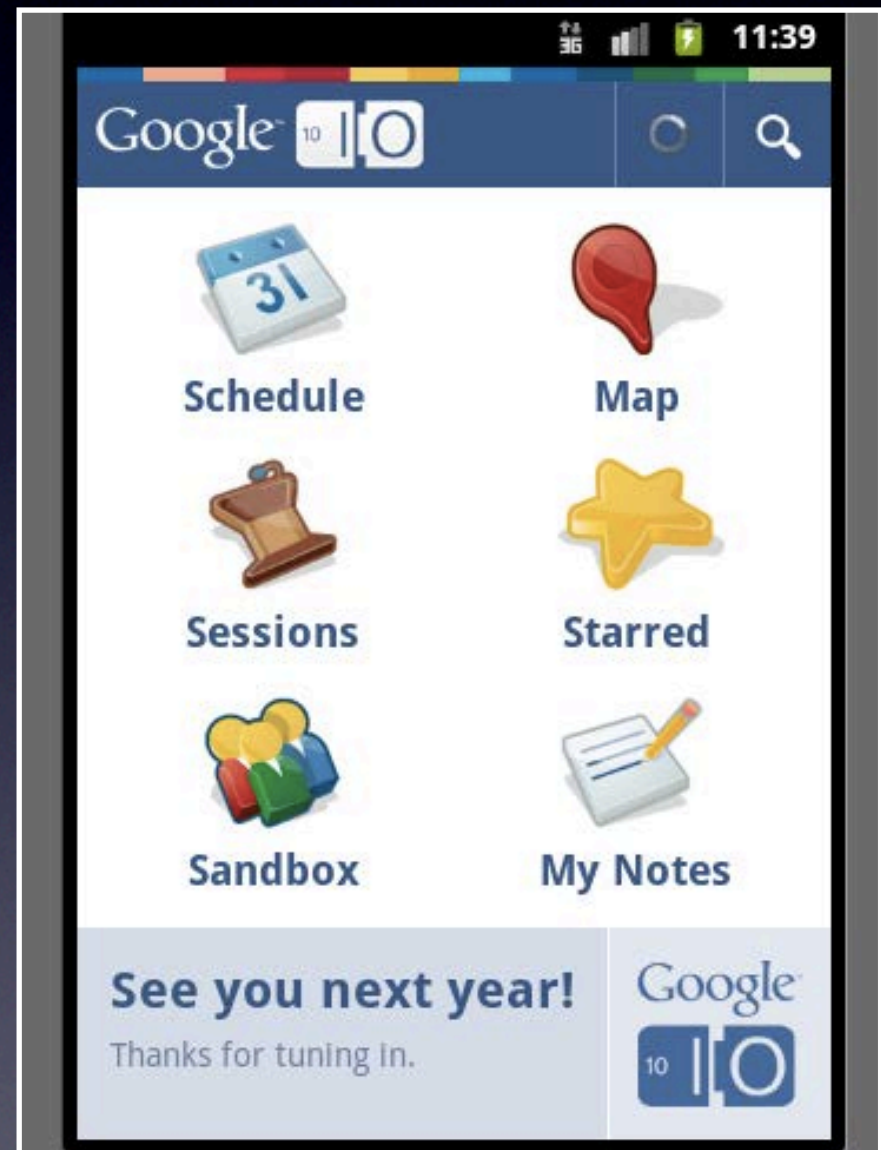 3G 11:39
Google 10 IO
31
Schedule Map
Sessions Starred
Sandbox My Notes
See you next year!
Thanks for tuning in.
Google
10 IO